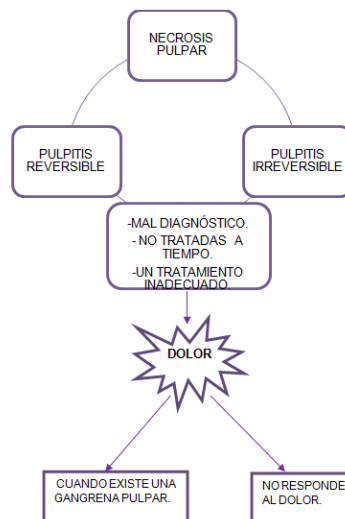 NECROSIS
PULPAR
PULPITIS
REVERSIBLE
PULPITIS
IRREVERSIBLE
-MAL DIAGNÓSTICO.
- NO TRATADAS A
TIEMPO.
-UN TRATAMIENTO
INADECUADO.
DOLOR
CUANDO EXISTE UNA
GANGRENA PULPAR.
NO RESPONDE
AL DOLOR.